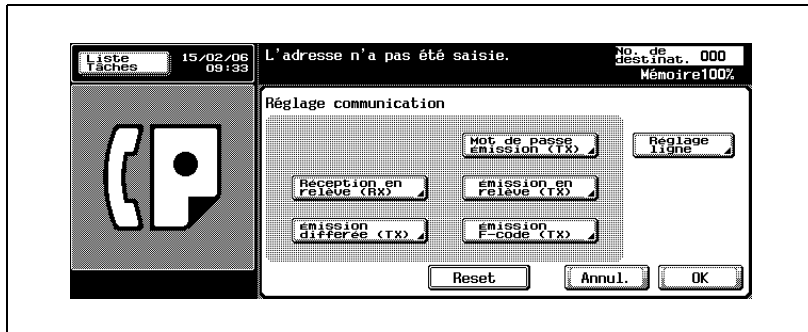 Liste
Tâches
15/02/06
09:33
L'adresse n'a pas été saisie.
No. de
destinat. 000
Mémoire100%
Réglage communication
Mot de passe
émission (TX)
Réglage
ligne
Réception en
relève (RX)
émission en
relève (TX)
émission
différée (TX)
émission
F-code (TX)
Reset
Annul.
OK